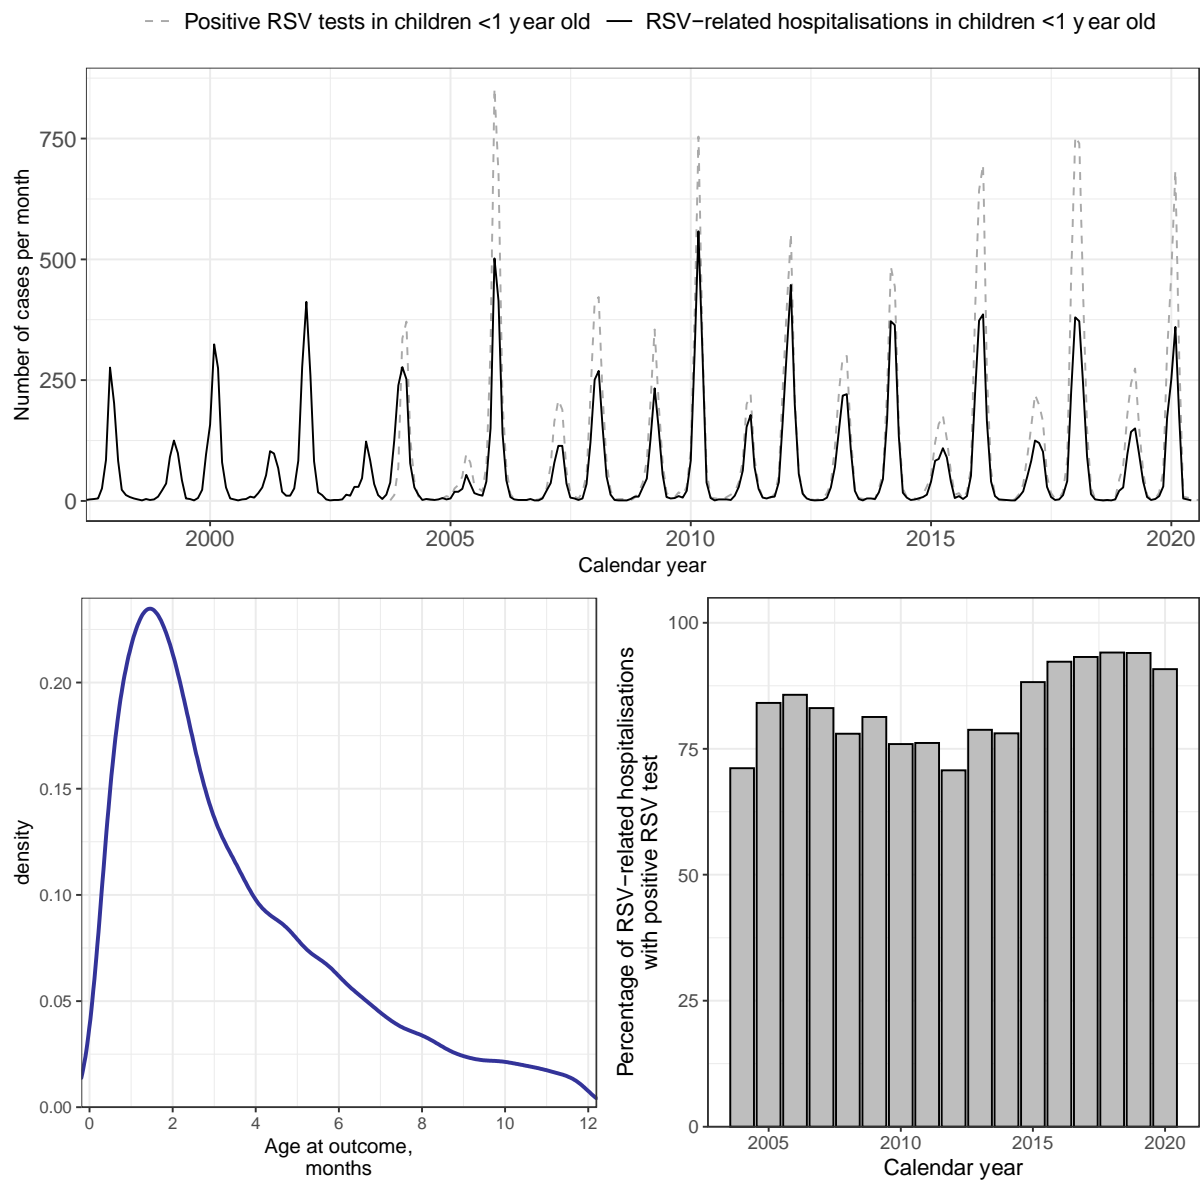 Positive RSV tests in children <1 year old RSV−related hospitalisations in children <1 year old
Number of cases per month
750
500
250
0
2000 2005 2010 2015 2020
Calendar year
density
0.20
0.15
0.10
0.05
0.00
0 2 4 6 8 10 12
Age at outcome,
months
Percentage of RSV−related hospitalisations
with positive RSV test
100
75
50
25
0
2005 2010 2015 2020
Calendar year